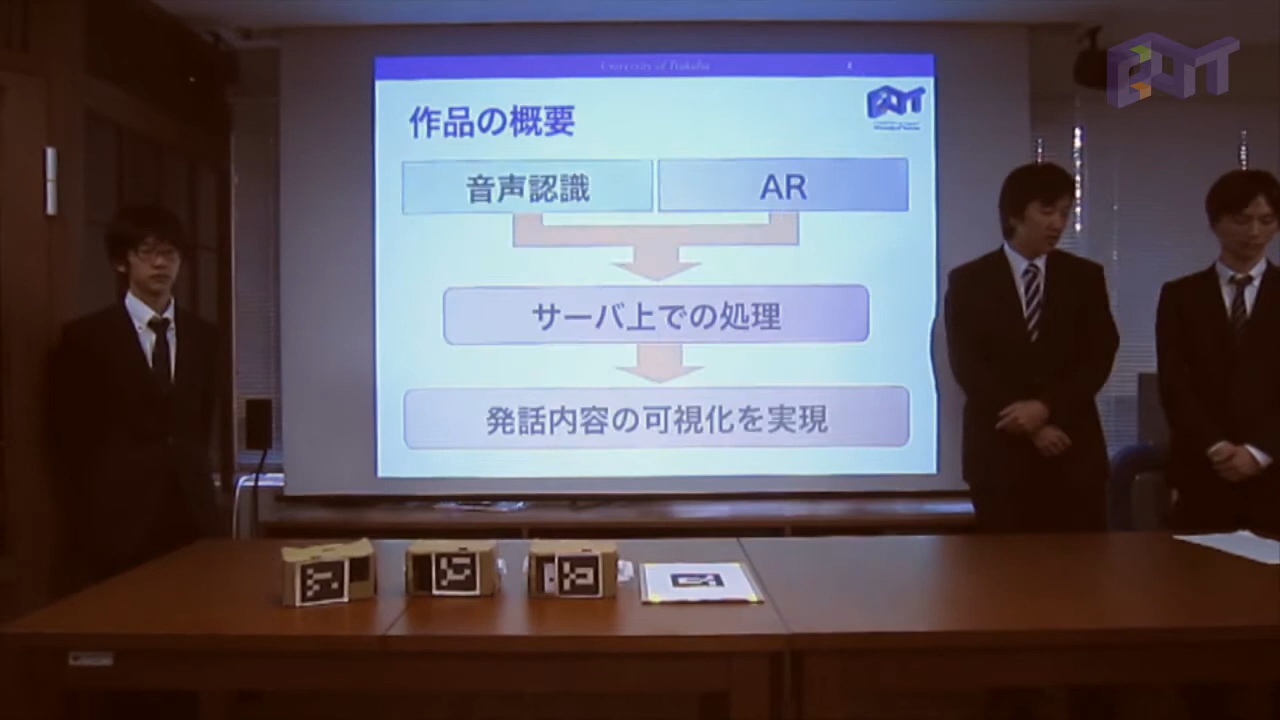 University of Tsukuba
作品の概要
音声認識
AR
サーバ上での処理
発話内容の可視化を実現